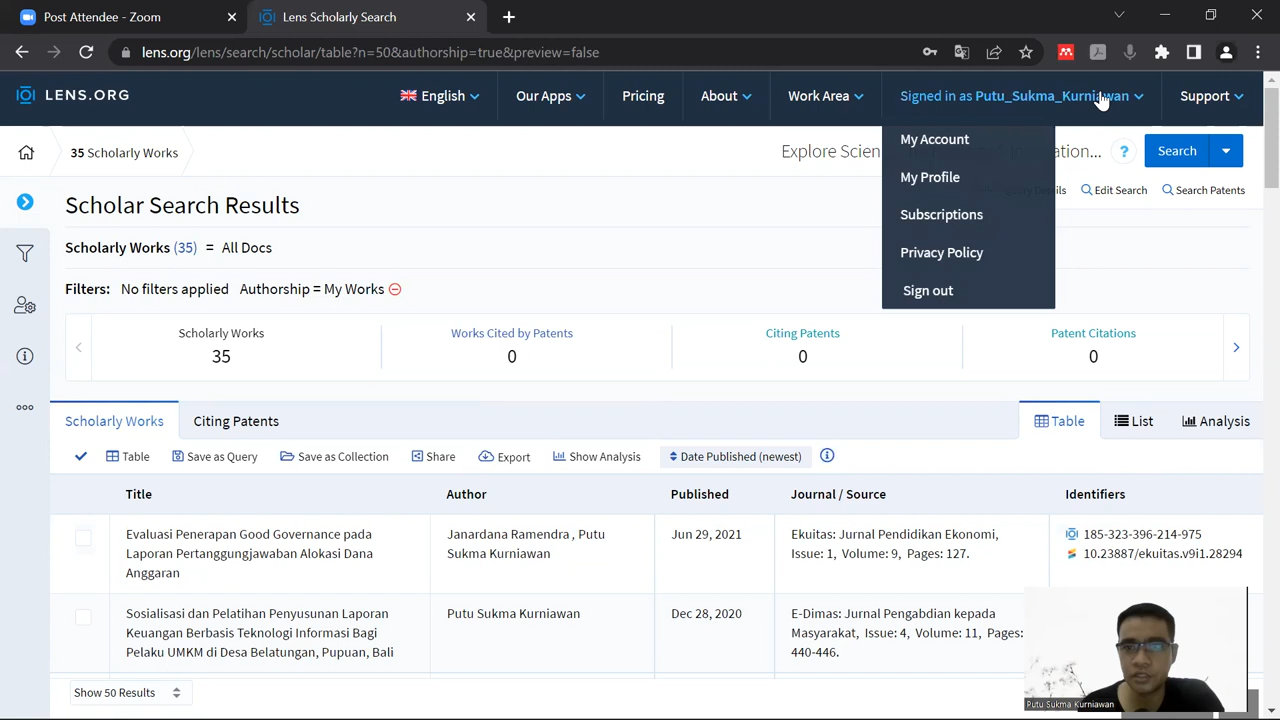 Post Attendee - Zoom
Lens Scholarly Search
lens.org/lens/search/scholar/table?n=50&authorship=true&preview=false
LENS.ORG
English
Our Apps
Pricing
About
Work Area
Signed in as Putu_Sukma_Kurniawan
Support
My Account
My Profile
Subscriptions
Privacy Policy
Sign out
35 Scholarly Works
Explore Scien
on...
?
Search
Edit Search
Search Patents
Scholar Search Results
Scholarly Works (35) = All Docs
Filters: No filters applied Authorship = My Works
Scholarly Works
35
Works Cited by Patents
0
Citing Patents
0
Patent Citations
0
Scholarly Works
Citing Patents
Table
List
Analysis
Table
Save as Query
Save as Collection
Share
Export
Show Analysis
Date Published (newest)
Title
Author
Published
Journal / Source
Identifiers
Evaluasi Penerapan Good Governance pada
Laporan Pertanggungjawaban Alokasi Dana
Anggaran
Janardana Ramendra , Putu
Sukma Kurniawan
Jun 29, 2021
Ekuitas: Jurnal Pendidikan Ekonomi,
Issue: 1, Volume: 9, Pages: 127.
185-323-396-214-975
10.23887/ekuitas.v9i1.28294
Sosialisasi dan Pelatihan Penyusunan Laporan
Keuangan Berbasis Teknologi Informasi Bagi
Pelaku UMKM di Desa Belatungan, Pupuan, Bali
Putu Sukma Kurniawan
Dec 28, 2020
E-Dimas: Jurnal Pengabdian kepada
Masyarakat, Issue: 4, Volume: 11, Pages:
440-446.
Show 50 Results
Putu Sukma Kurniawan